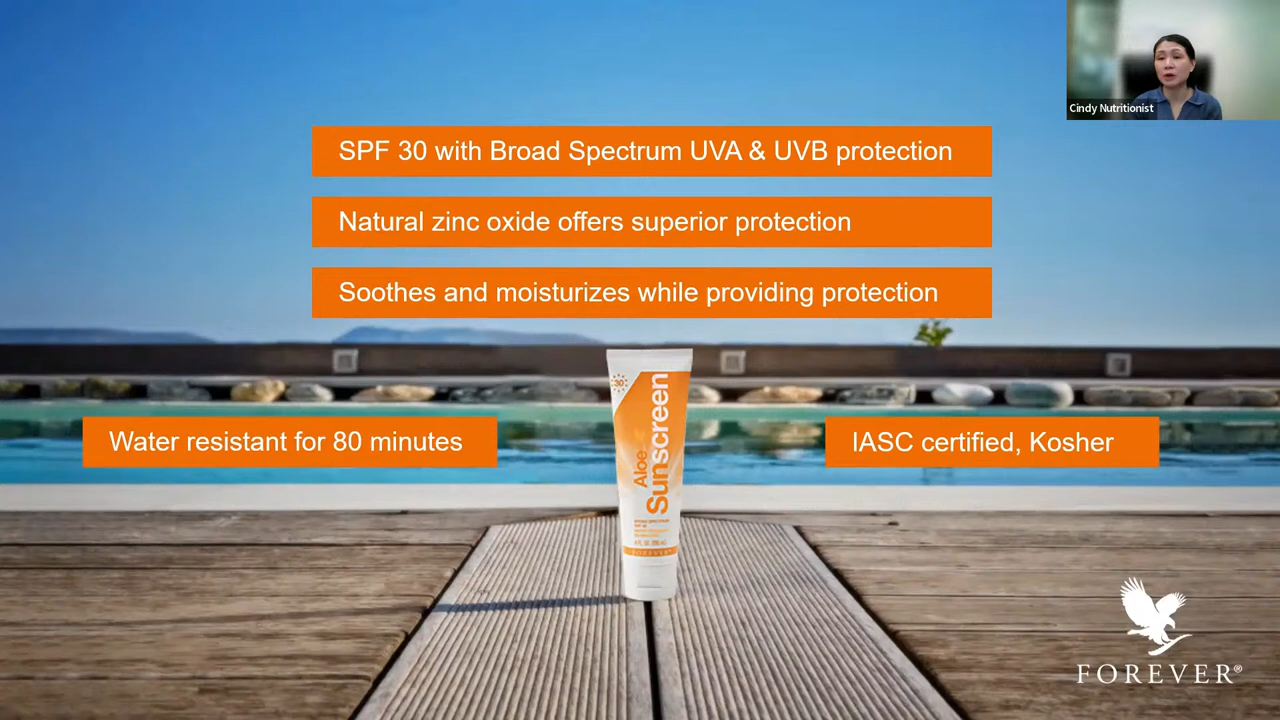 Cindy Nutritionist
SPF 30 with Broad Spectrum UVA & UVB protection
Natural zinc oxide offers superior protection
Soothes and moisturizes while providing protection
Water resistant for 80 minutes
IASC certified, Kosher
30
Aloe
Sunscreen
FOREVER
FOREVER®